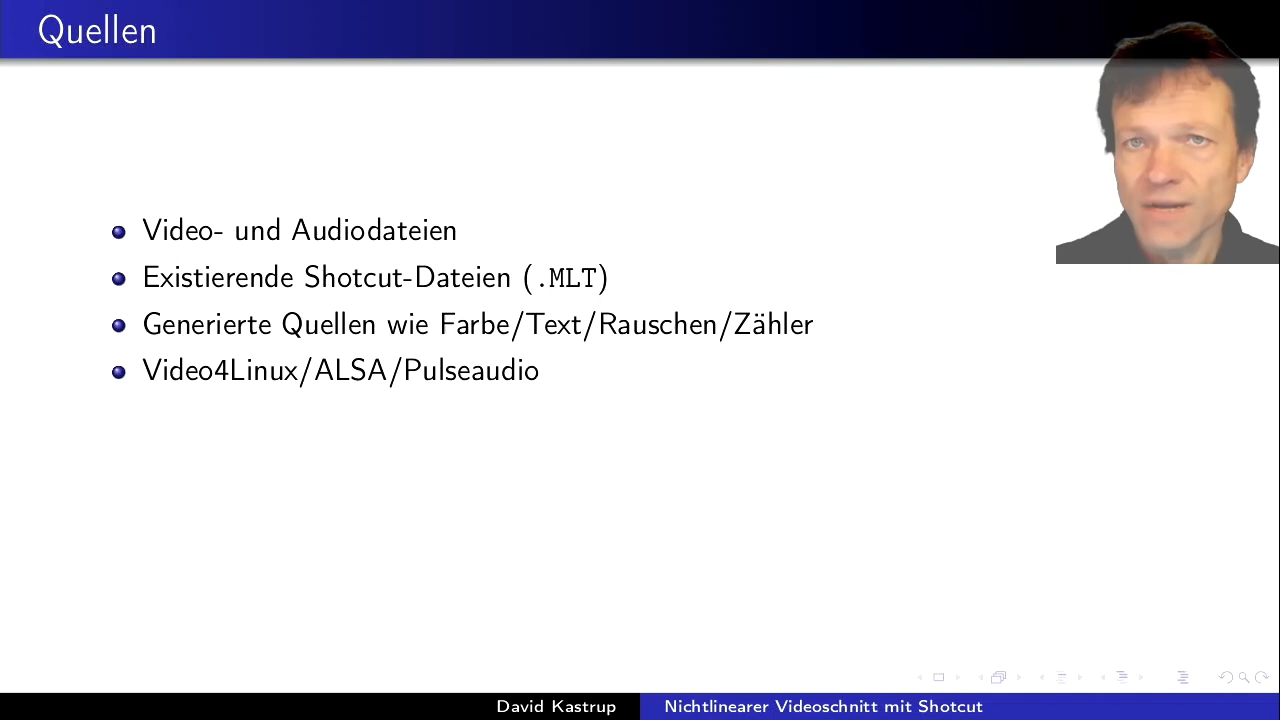 Quellen
Video- und Audiodateien
Existierende Shotcut-Dateien (.MLT)
Generierte Quellen wie Farbe/Text/Rauschen/Zähler
Video4Linux/ALSA/Pulseaudio
David Kastrup
Nichtlinearer Videoschnitt mit Shotcut